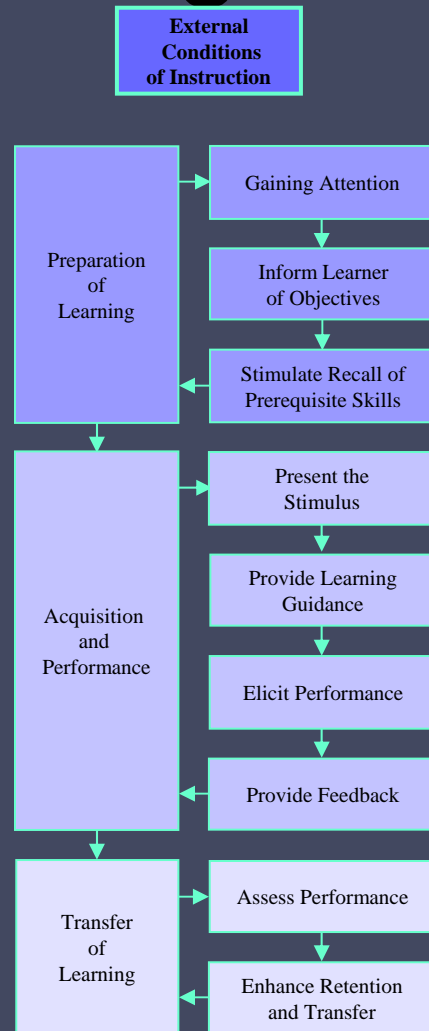 External
Conditions
of Instruction
Preparation
of
Learning
Gaining Attention
Inform Learner
of Objectives
Stimulate Recall of
Prerequisite Skills
Acquisition
and
Performance
Present the
Stimulus
Provide Learning
Guidance
Elicit Performance
Provide Feedback
Transfer
of
Learning
Assess Performance
Enhance Retention
and Transfer